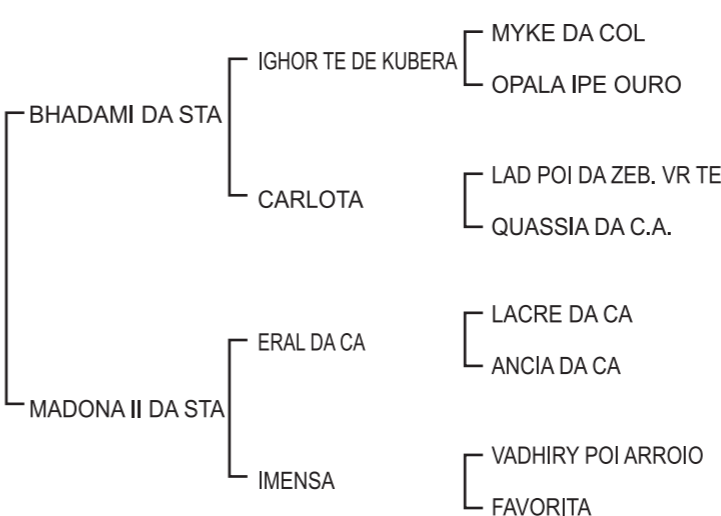 MYKE DA COL
IGHOR TE DE KUBERA
OPALA IPE OURO
BHADAMI DA STA
LAD POI DA ZEB. VR TE
CARLOTA
QUASSIA DA C.A.
LACRE DA CA
ERAL DA CA
ANCIA DA CA
MADONA II DA STA
VADHIRY POI ARROIO
IMENSA
FAVORITA